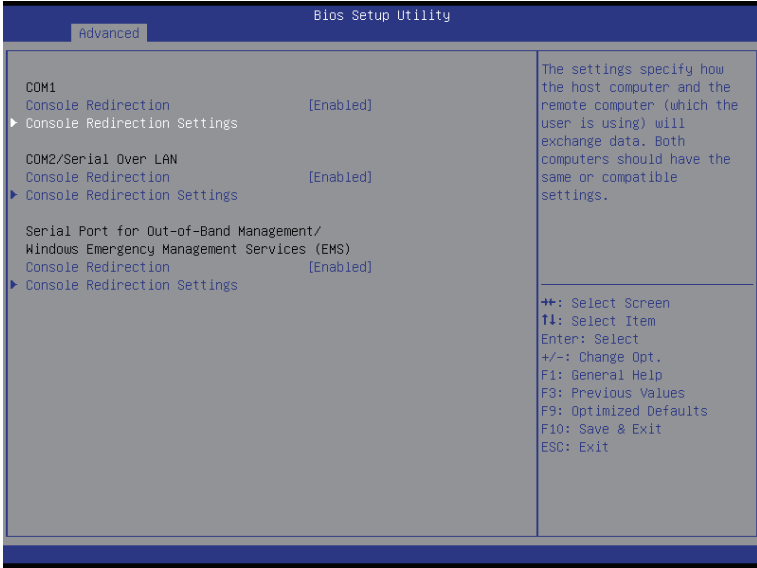 Bios Setup Utility
Advanced
COM1
Console Redirection [Enabled]
Console Redirection Settings
COM2/Serial Over LAN
Console Redirection [Enabled]
Console Redirection Settings
Serial Port for Out-of-Band Management/
Windows Emergency Management Services (EMS)
Console Redirection [Enabled]
Console Redirection Settings
The settings specify how
the host computer and the
remote computer (which the
user is using) will
exchange data. Both
computers should have the
same or compatible
settings.
→←: Select Screen
↑↓: Select Item
Enter: Select
+/-: Change Opt.
F1: General Help
F3: Previous Values
F9: Optimized Defaults
F10: Save & Exit
ESC: Exit